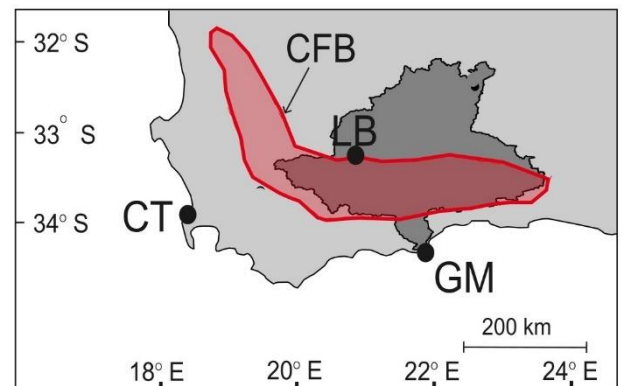 32° S
CFB
33° S
LB
34° S
CT
GM
200 km
18° E
20° E
22° E
24° E